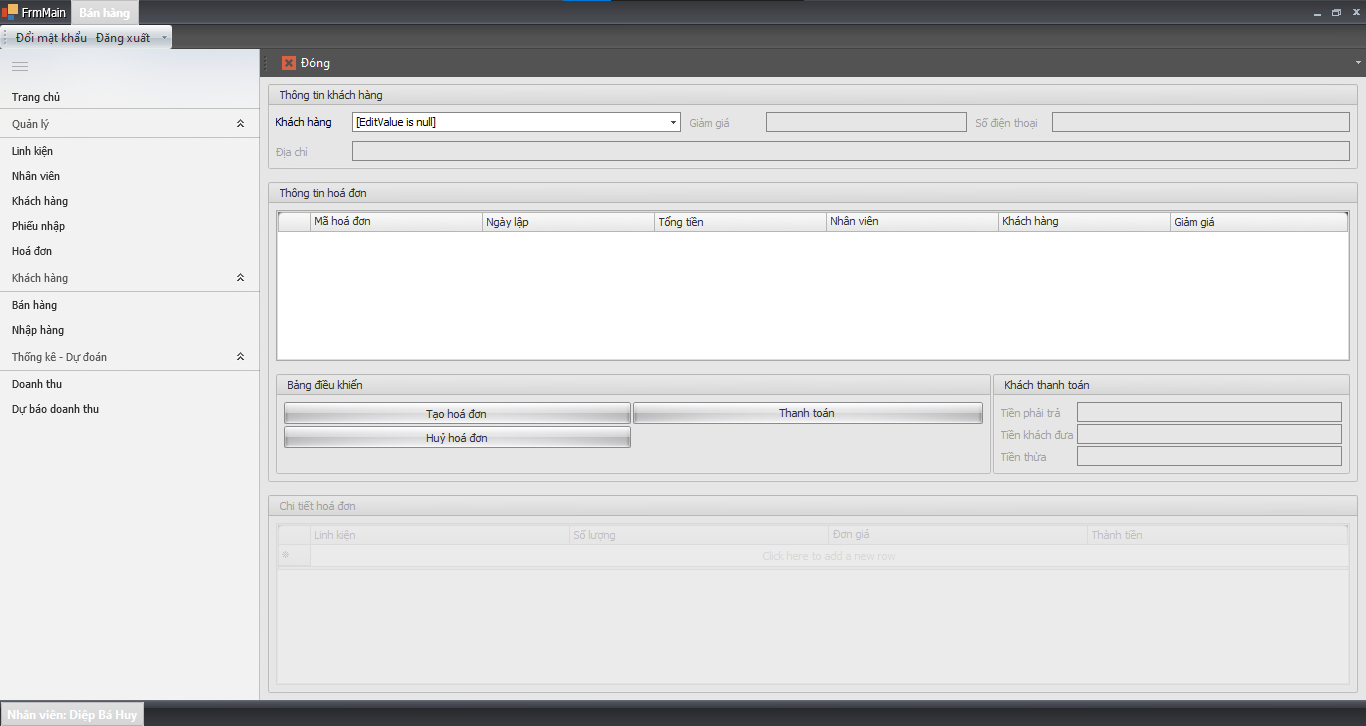 FrmMain Bán hàng
Đổi mật khẩu Đăng xuất
Đóng
Trang chủ
Quản lý
Linh kiện
Nhân viên
Khách hàng
Phiếu nhập
Hoá đơn
Khách hàng
Bán hàng
Nhập hàng
Thống kê - Dự đoán
Doanh thu
Dự báo doanh thu
Thông tin khách hàng
Khách hàng [EditValue is null] Giảm giá Số điện thoại
Địa chỉ
Thông tin hoá đơn
Mã hoá đơn Ngày lập Tổng tiền Nhân viên Khách hàng Giảm giá
Bảng điều khiển
Tạo hoá đơn Thanh toán
Huỷ hoá đơn
Khách thanh toán
Tiền phải trả
Tiền khách đưa
Tiền thừa
Chi tiết hoá đơn
Linh kiện Số lượng Đơn giá Thành tiền
Click here to add a new row
Nhân viên: Diệp Bá Huy